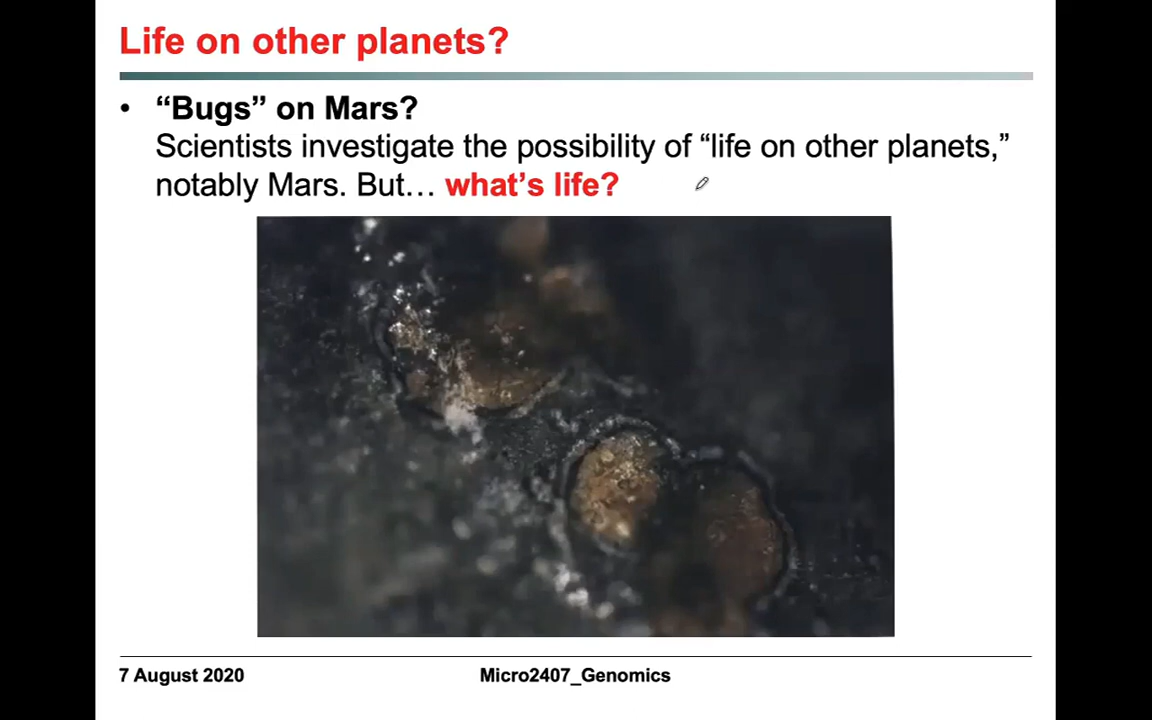 Life on other planets?
• “Bugs” on Mars?
Scientists investigate the possibility of “life on other planets,”
notably Mars. But… what’s life?
7 August 2020
Micro2407_Genomics